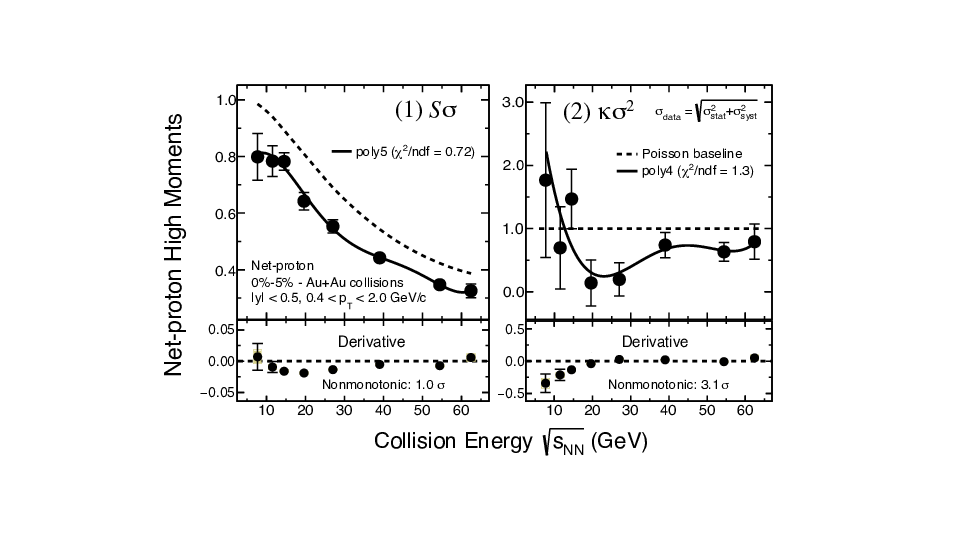 Net-proton High Moments
1.0
0.8
0.6
0.4
(1) Sσ
poly5 (χ²/ndf = 0.72)
Net-proton
0%-5% - Au+Au collisions
|y| < 0.5, 0.4 < p_T < 2.0 GeV/c
3.0
2.0
1.0
0.0
(2) κσ²
σ_data = √σ²_stat+σ²_syst
Poisson baseline
poly4 (χ²/ndf = 1.3)
0.05
0.00
−0.05
Derivative
Nonmonotonic: 1.0 σ
0.5
0.0
−0.5
Derivative
Nonmonotonic: 3.1 σ
10 20 30 40 50 60
10 20 30 40 50 60
Collision Energy √s_NN (GeV)